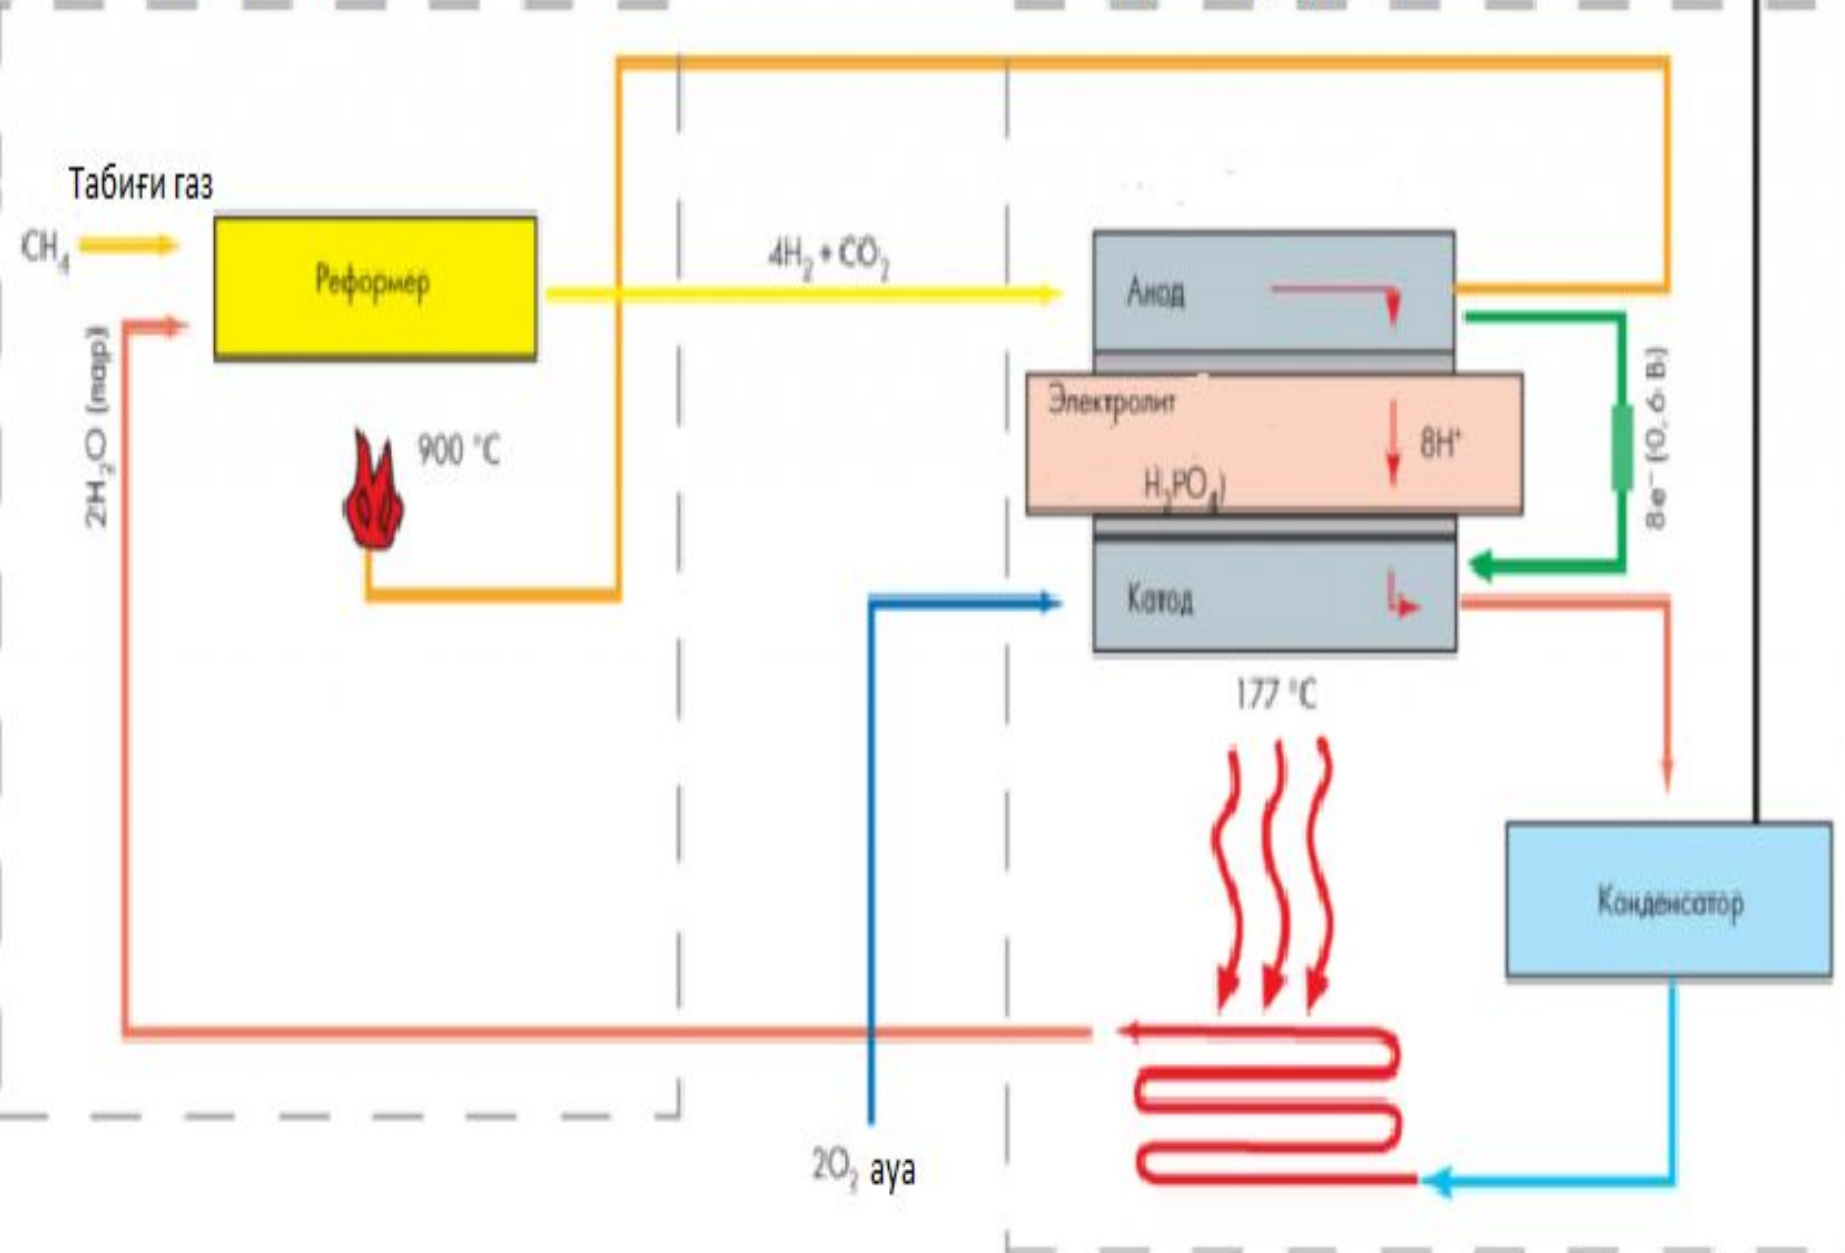 Табиғи газ
CH₄
Реформер
4H₂ + CO₂
Анод
2H₂O (пар)
900 °C
Электролит
8H⁺
H₃PO₄)
8e⁻ (0,6 В)
Катод
177 °C
Конденсатор
2O₂ ауа